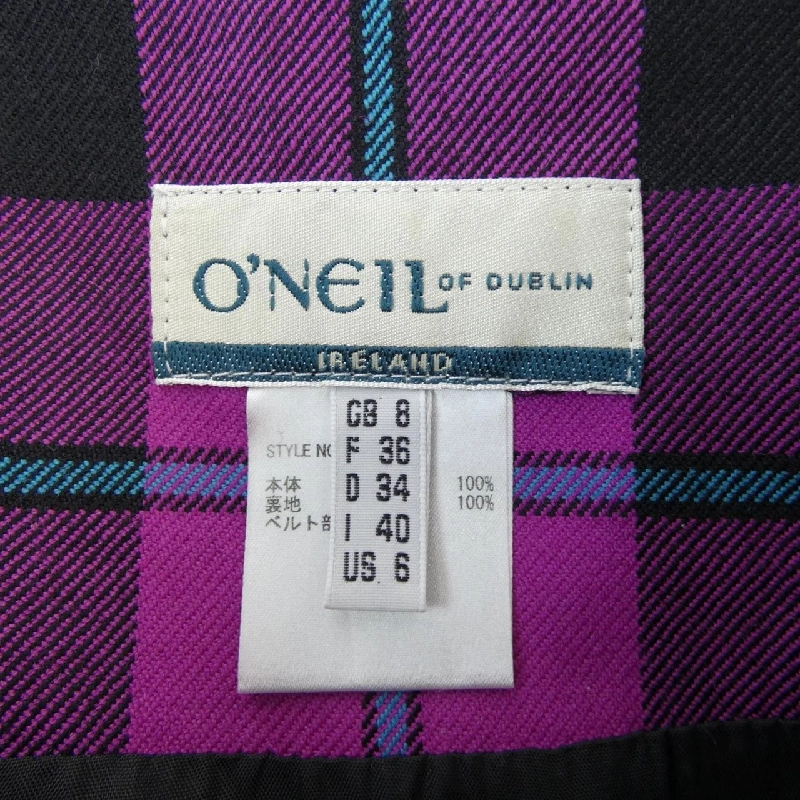 O'NEIL OF DUBLIN
IRELAND
GB 8
F 36
D 34
I 40
US 6
STYLE NO
本体 100%
裏地 100%
ベルト部